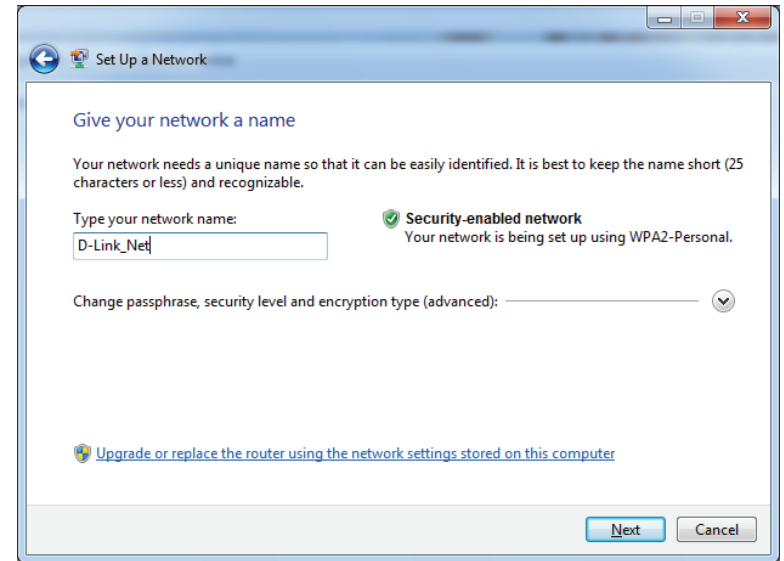 Set Up a Network
Give your network a name
Your network needs a unique name so that it can be easily identified. It is best to keep the name short (25
characters or less) and recognizable.
Type your network name:
D-Link_Net
Security-enabled network
Your network is being set up using WPA2-Personal.
Change passphrase, security level and encryption type (advanced):
Upgrade or replace the router using the network settings stored on this computer
Next
Cancel